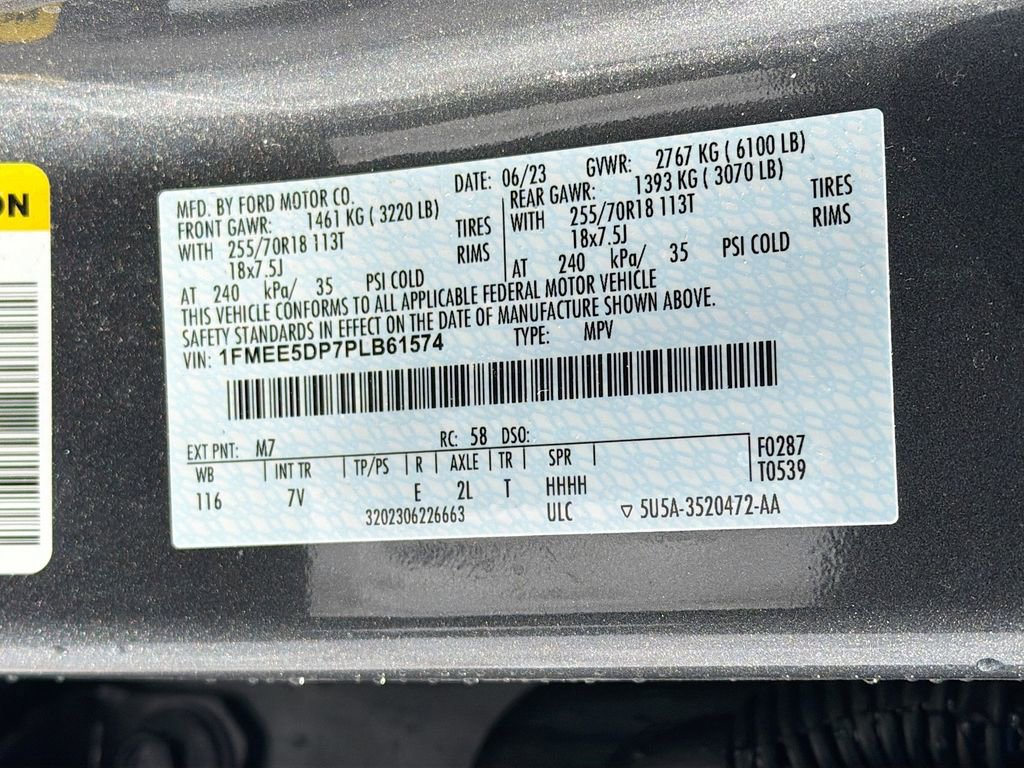 ON
MFD. BY FORD MOTOR CO. DATE: 06/23 GVWR: 2767 KG ( 6100 LB)
FRONT GAWR: 1461 KG ( 3220 LB) REAR GAWR: 1393 KG ( 3070 LB)
WITH 255/70R18 113T TIRES WITH 255/70R18 113T TIRES
18x7.5J RIMS 18x7.5J RIMS
AT 240 kPa/ 35 PSI COLD AT 240 kPa/ 35 PSI COLD
THIS VEHICLE CONFORMS TO ALL APPLICABLE FEDERAL MOTOR VEHICLE
SAFETY STANDARDS IN EFFECT ON THE DATE OF MANUFACTURE SHOWN ABOVE.
VIN: 1FMEE5DP7PLB61574 TYPE: MPV
EXT PNT: M7 RC: 58 DSO:
WB INT TR TP/PS R AXLE TR SPR F0287
116 7V E 2L T HHHH T0539
3202306226663 ULC ▽ 5U5A-3520472-AA